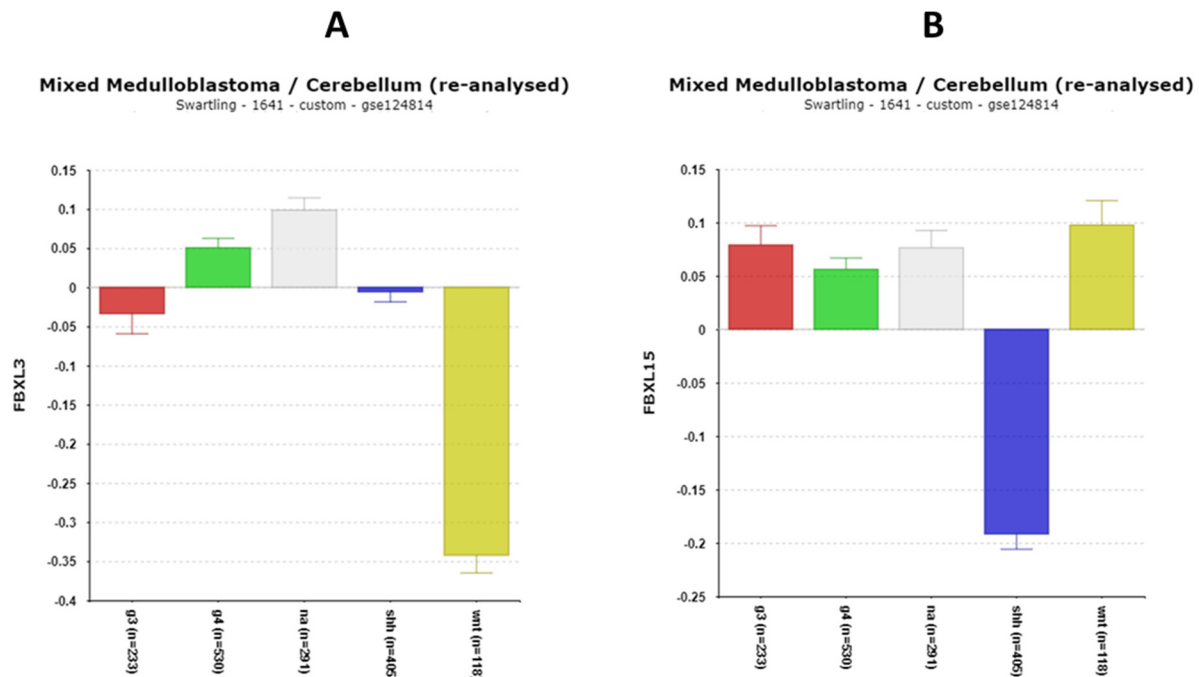 A
Mixed Medulloblastoma / Cerebellum (re-analysed)
Swartling - 1641 - custom - gse124814
0.15
0.1
0.05
0
-0.05
-0.1
-0.15
-0.2
-0.25
-0.3
-0.35
-0.4
FBXL3
g3 (n=233)
g4 (n=530)
na (n=291)
shh (n=405
wnt (n=118
B
Mixed Medulloblastoma / Cerebellum (re-analysed)
Swartling - 1641 - custom - gse124814
0.15
0.1
0.05
0
-0.05
-0.1
-0.15
-0.2
-0.25
FBXL15
g3 (n=233)
g4 (n=540)
na (n=291)
shh (n=405)
wnt (n=118)